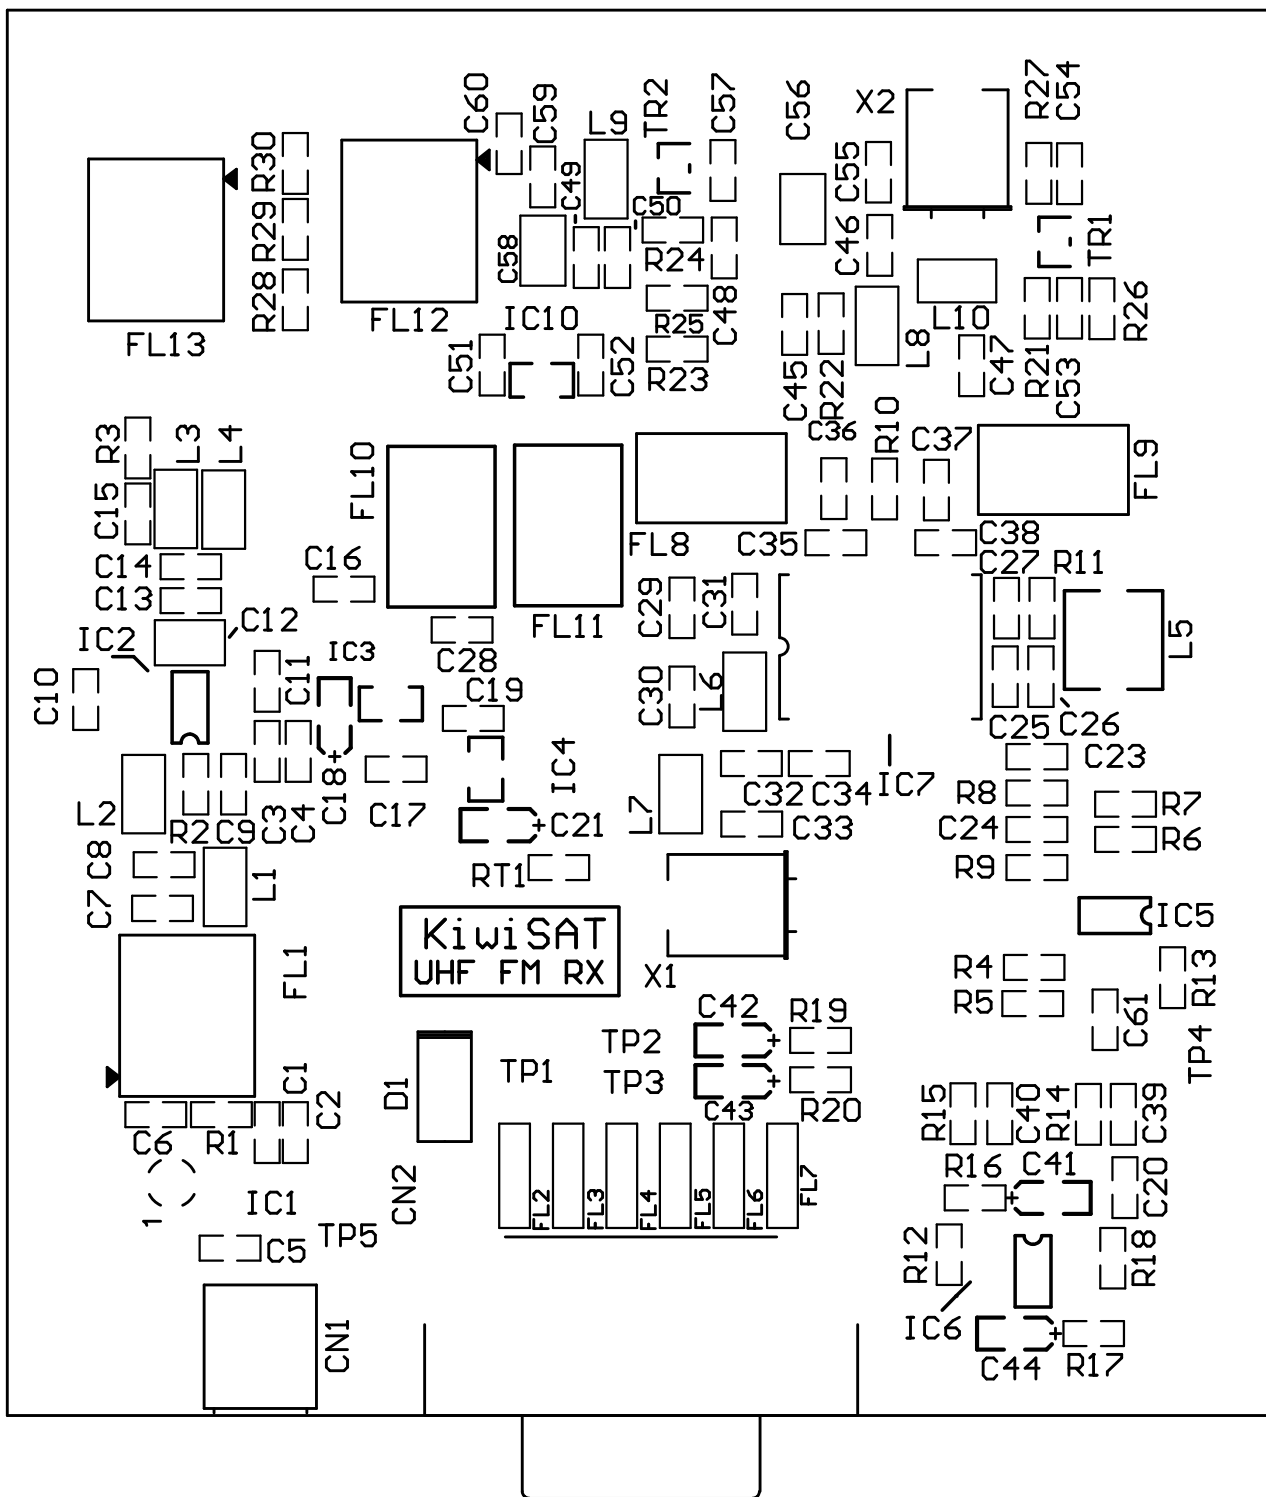 C60
C59
L9
TR2
C57
C56
X2
R27
C54
R30
C49
C50
C55
R29
C58
R24
C46
TR1
R28
FL13
FL12
IC10
R25
C48
L10
R26
C51
C52
R23
C45
R22
L8
C47
R21
C53
R3
L3
L4
C36
R10
C37
FL9
C15
FL10
FL8
C35
C38
C14
C16
C27
R11
C13
C29
C31
IC2
C12
FL11
L5
IC3
C28
C10
C11
C19
C30
L6
C25
C26
C18
+
IC4
IC7
C23
C17
C32
C34
R8
R7
L2
R2
C9
C3
C4
+
C21
L7
C33
C24
R6
C8
L1
RT1
R9
C7
IC5
KiwiSAT
UHF FM RX
FL1
X1
R4
R13
R5
C61
TP2
C42
+
R19
TP4
TP1
TP3
+
D1
C43
R20
C1
C2
C6
R1
R15
C40
R14
C39
R16
C41
+
C20
1
IC1
CN2
FL2
FL3
FL4
FL5
FL6
FL7
TP5
C5
R12
R18
IC6
CN1
+
C44
R17